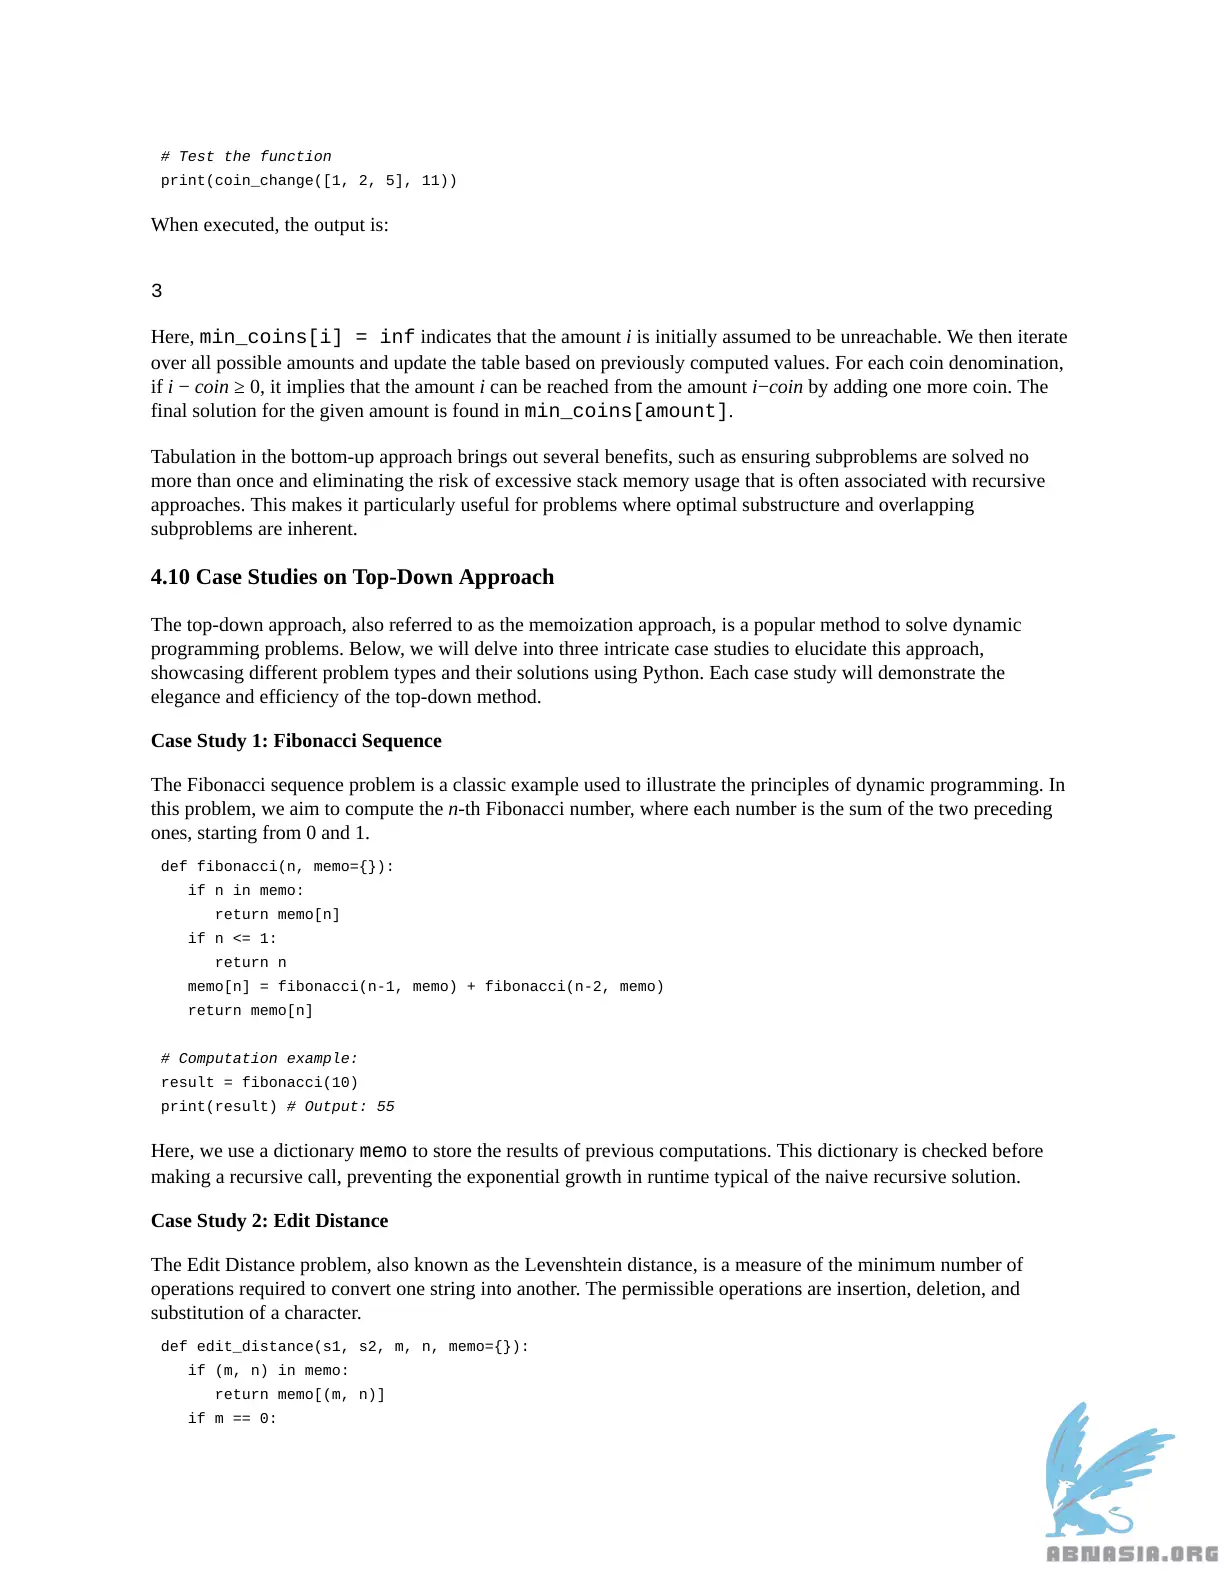 # Test the function
print(coin_change([1, 2, 5], 11))
When executed, the output is:
3
Here, min_coins[i] = inf indicates that the amount i is initially assumed to be unreachable. We then iterate
over all possible amounts and update the table based on previously computed values. For each coin denomination,
if i − coin ≥ 0, it implies that the amount i can be reached from the amount i−coin by adding one more coin. The
final solution for the given amount is found in min_coins[amount].
Tabulation in the bottom-up approach brings out several benefits, such as ensuring subproblems are solved no
more than once and eliminating the risk of excessive stack memory usage that is often associated with recursive
approaches. This makes it particularly useful for problems where optimal substructure and overlapping
subproblems are inherent.
4.10 Case Studies on Top-Down Approach
The top-down approach, also referred to as the memoization approach, is a popular method to solve dynamic
programming problems. Below, we will delve into three intricate case studies to elucidate this approach,
showcasing different problem types and their solutions using Python. Each case study will demonstrate the
elegance and efficiency of the top-down method.
Case Study 1: Fibonacci Sequence
The Fibonacci sequence problem is a classic example used to illustrate the principles of dynamic programming. In
this problem, we aim to compute the n-th Fibonacci number, where each number is the sum of the two preceding
ones, starting from 0 and 1.
def fibonacci(n, memo={}):
   if n in memo:
      return memo[n]
   if n <= 1:
      return n
   memo[n] = fibonacci(n-1, memo) + fibonacci(n-2, memo)
   return memo[n]
# Computation example:
result = fibonacci(10)
print(result) # Output: 55
Here, we use a dictionary memo to store the results of previous computations. This dictionary is checked before
making a recursive call, preventing the exponential growth in runtime typical of the naive recursive solution.
Case Study 2: Edit Distance
The Edit Distance problem, also known as the Levenshtein distance, is a measure of the minimum number of
operations required to convert one string into another. The permissible operations are insertion, deletion, and
substitution of a character.
def edit_distance(s1, s2, m, n, memo={}):
   if (m, n) in memo:
      return memo[(m, n)]
   if m == 0:
ABNASIA.ORG